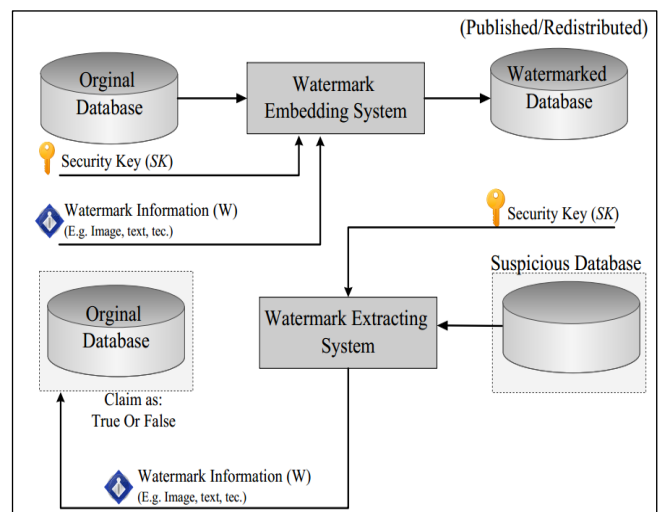 (Published/Redistributed)
Orginal
Database
Watermark
Embedding System
Watermarked
Database
Security Key (SK)
Watermark Information (W)
(E.g. Image, text, tec.)
Security Key (SK)
Suspicious Database
Orginal
Database
Watermark Extracting
System
Claim as:
True Or False
Watermark Information (W)
(E.g. Image, text, tec.)